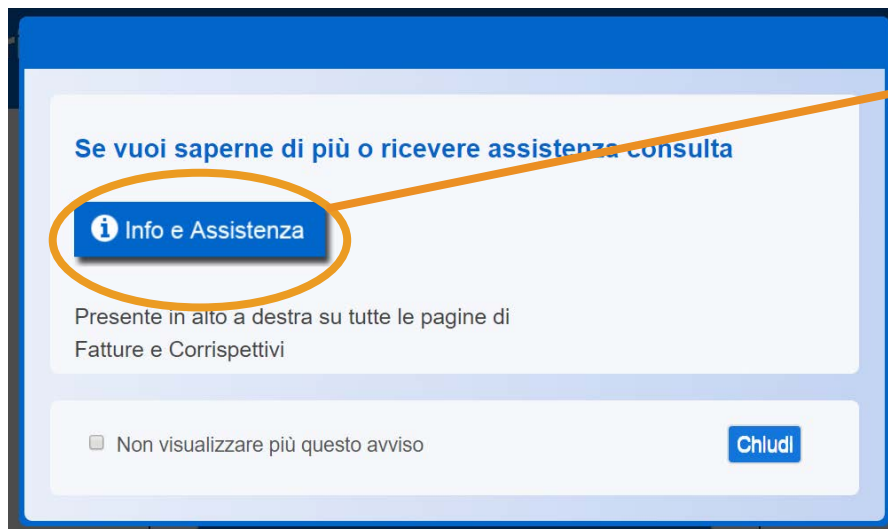 Se vuoi saperne di più o ricevere assistenza consulta
Info e Assistenza
Presente in alto a destra su tutte le pagine di
Fatture e Corrispettivi
Non visualizzare più questo avviso
Chiudi